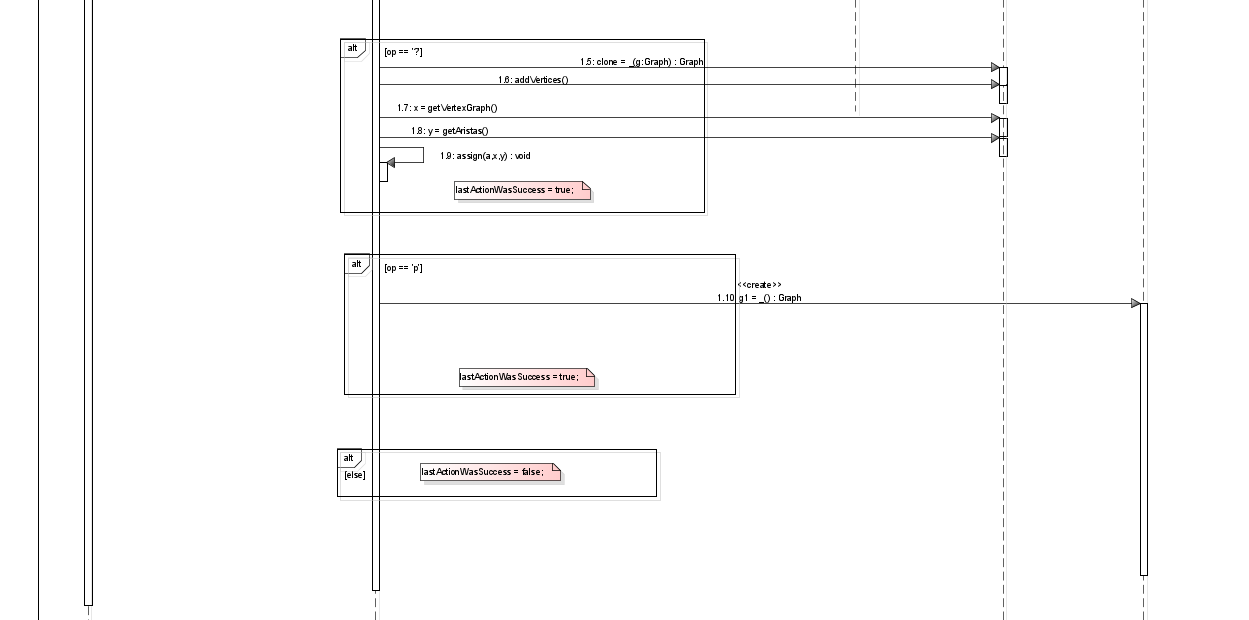 alt
[op == '?]
1.5: clone = _(g:Graph) : Graph
1.6: addVertices()
1.7: x = getVertexGraph()
1.8: y = getAristas()
1.9: assign(a,x,y) : void
lastActionWasSuccess = true;
alt
[op == 'p']
<<create>>
1.10: g1 = _() : Graph
lastActionWasSuccess = true;
alt
[else]
lastActionWasSuccess = false;